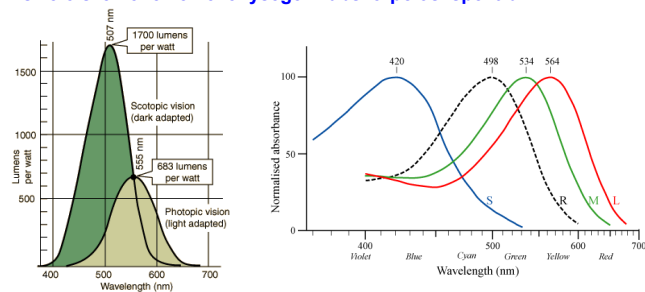 507 nm
1700 lumens
per watt
1500
Scotopic vision
(dark adapted)
1000
555 nm
Lumens
per watt
683 lumens
per watt
500
Photopic vision
(light adapted)
400 500 600 700
Wavelength (nm)
420 498 534 564
100
Normalised absorbance
50
S R M L
0
400 500 600 700
Violet Blue Cyan Green Yellow Red
Wavelength (nm)